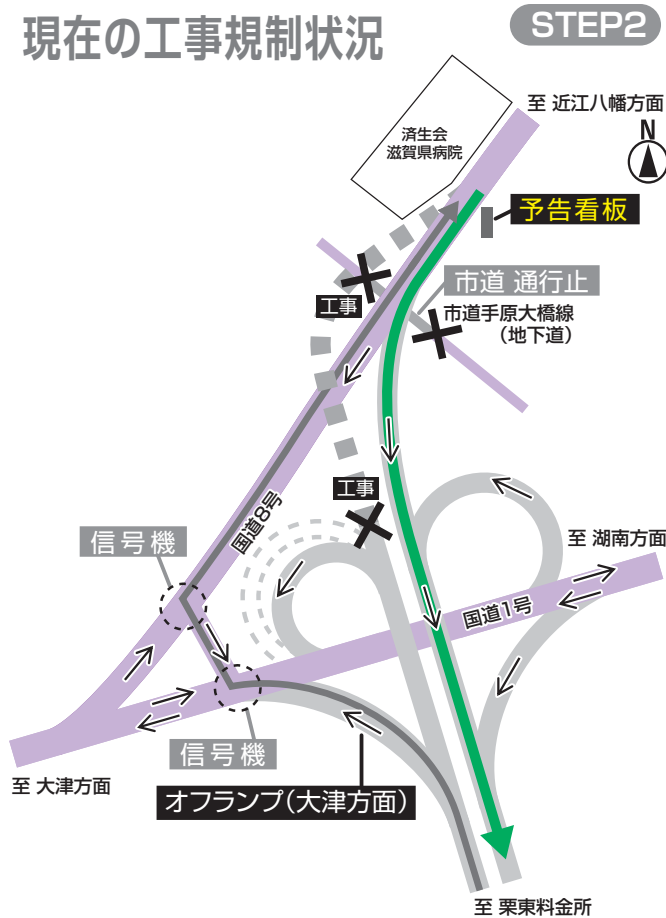 現在の工事規制状況
STEP2
至 近江八幡方面
N
済生会
滋賀県病院
予告看板
市道 通行止
工事
市道手原大橋線
(地下道)
工事
国道8号
信号機
至 湖南方面
国道1号
信号機
至 大津方面
オフランプ(大津方面)
至 栗東料金所